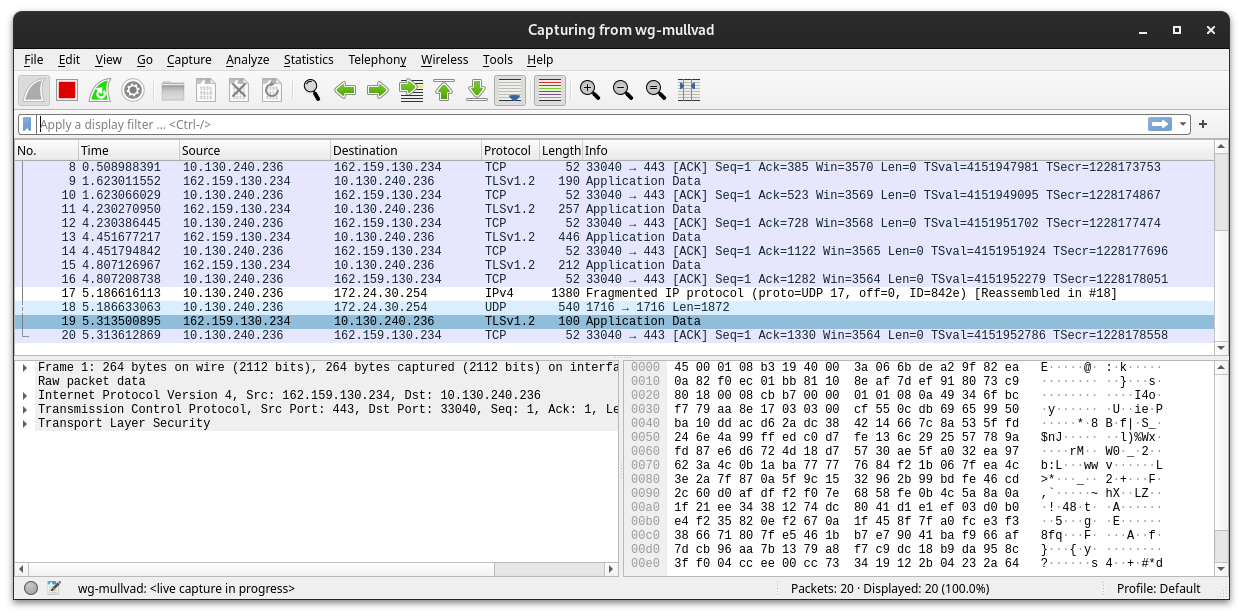 Capturing from wg-mullvad
File Edit View Go Capture Analyze Statistics Telephony Wireless Tools Help
Apply a display filter … <Ctrl-/>
No. Time Source Destination Protocol Length Info
8 0.508988391 10.130.240.236 162.159.130.234 TCP 52 33040 → 443 [ACK] Seq=1 Ack=385 Win=3570 Len=0 TSval=4151947981 TSecr=1228173753
9 1.623011552 162.159.130.234 10.130.240.236 TLSv1.2 190 Application Data
10 1.623066029 10.130.240.236 162.159.130.234 TCP 52 33040 → 443 [ACK] Seq=1 Ack=523 Win=3569 Len=0 TSval=4151949095 TSecr=1228174867
11 4.230270950 162.159.130.234 10.130.240.236 TLSv1.2 257 Application Data
12 4.230386445 10.130.240.236 162.159.130.234 TCP 52 33040 → 443 [ACK] Seq=1 Ack=728 Win=3568 Len=0 TSval=4151951702 TSecr=1228177474
13 4.451677217 162.159.130.234 10.130.240.236 TLSv1.2 446 Application Data
14 4.451794842 10.130.240.236 162.159.130.234 TCP 52 33040 → 443 [ACK] Seq=1 Ack=1122 Win=3565 Len=0 TSval=4151951924 TSecr=1228177696
15 4.807126967 162.159.130.234 10.130.240.236 TLSv1.2 212 Application Data
16 4.807208738 10.130.240.236 162.159.130.234 TCP 52 33040 → 443 [ACK] Seq=1 Ack=1282 Win=3564 Len=0 TSval=4151952279 TSecr=1228178051
17 5.186616113 10.130.240.236 172.24.30.254 IPv4 1380 Fragmented IP protocol (proto=UDP 17, off=0, ID=842e) [Reassembled in #18]
18 5.186633063 10.130.240.236 172.24.30.254 UDP 540 1716 → 1716 Len=1872
19 5.313500895 162.159.130.234 10.130.240.236 TLSv1.2 100 Application Data
20 5.313612869 10.130.240.236 162.159.130.234 TCP 52 33040 → 443 [ACK] Seq=1 Ack=1330 Win=3564 Len=0 TSval=4151952786 TSecr=1228178558
Frame 1: 264 bytes on wire (2112 bits), 264 bytes captured (2112 bits) on interfa
Raw packet data
Internet Protocol Version 4, Src: 162.159.130.234, Dst: 10.130.240.236
Transmission Control Protocol, Src Port: 443, Dst Port: 33040, Seq: 1, Ack: 1, Le
Transport Layer Security
0000 45 00 01 08 b3 19 40 00 3a 06 6b de a2 9f 82 ea E·····@· :·k·····
0010 0a 82 f0 ec 01 bb 81 10 8e af 7d ef 91 80 73 c9 ········ ··}···s·
0020 80 18 00 08 cb b7 00 00 01 01 08 0a 49 34 6f bc ········ ····I4o·
0030 f7 79 aa 8e 17 03 03 00 cf 55 0c db 69 65 99 50 ·y······ ·U··ie·P
0040 ba 10 dd ac d6 2a dc 38 42 14 66 7c 8a 53 5f fd ·····*·8 B·f|·S_·
0050 24 6e 4a 99 ff ed c0 d7 fe 13 6c 29 25 57 78 9a $nJ····· ··l)%Wx·
0060 fd 87 e6 d6 72 4d 18 d7 57 30 ae 5f a0 32 ea 97 ····rM·· W0·_·2··
0070 62 3a 4c 0b 1a ba 77 77 76 84 f2 1b 06 7f ea 4c b:L···ww v······L
0080 3e 2a 7f 87 0a 5f 9c 15 32 96 2b 99 bd fe 46 cd >*···_·· 2·+···F·
0090 2c 60 d0 af df f2 f0 7e 68 58 fe 0b 4c 5a 8a 0a ,`·····~ hX··LZ··
00a0 1f 21 ee 34 38 12 74 dc 80 41 d1 e1 ef 03 d0 b0 ·!·48·t· ·A······
00b0 e4 f2 35 82 0e f2 67 0a 1f 45 8f 7f a0 fc e3 f3 ··5···g· ·E······
00c0 38 66 71 80 7f e5 46 1b b7 e7 90 41 ba f9 66 af 8fq···F· ···A··f·
00d0 7d cb 96 aa 7b 13 79 a8 f7 c9 dc 18 b9 da 95 8c }···{·y· ········
00e0 3f f0 04 cc ee 00 cc 73 34 19 12 2b 04 23 2a 64 ?······s 4··+·#*d
wg-mullvad: <live capture in progress> Packets: 20 · Displayed: 20 (100.0%) Profile: Default